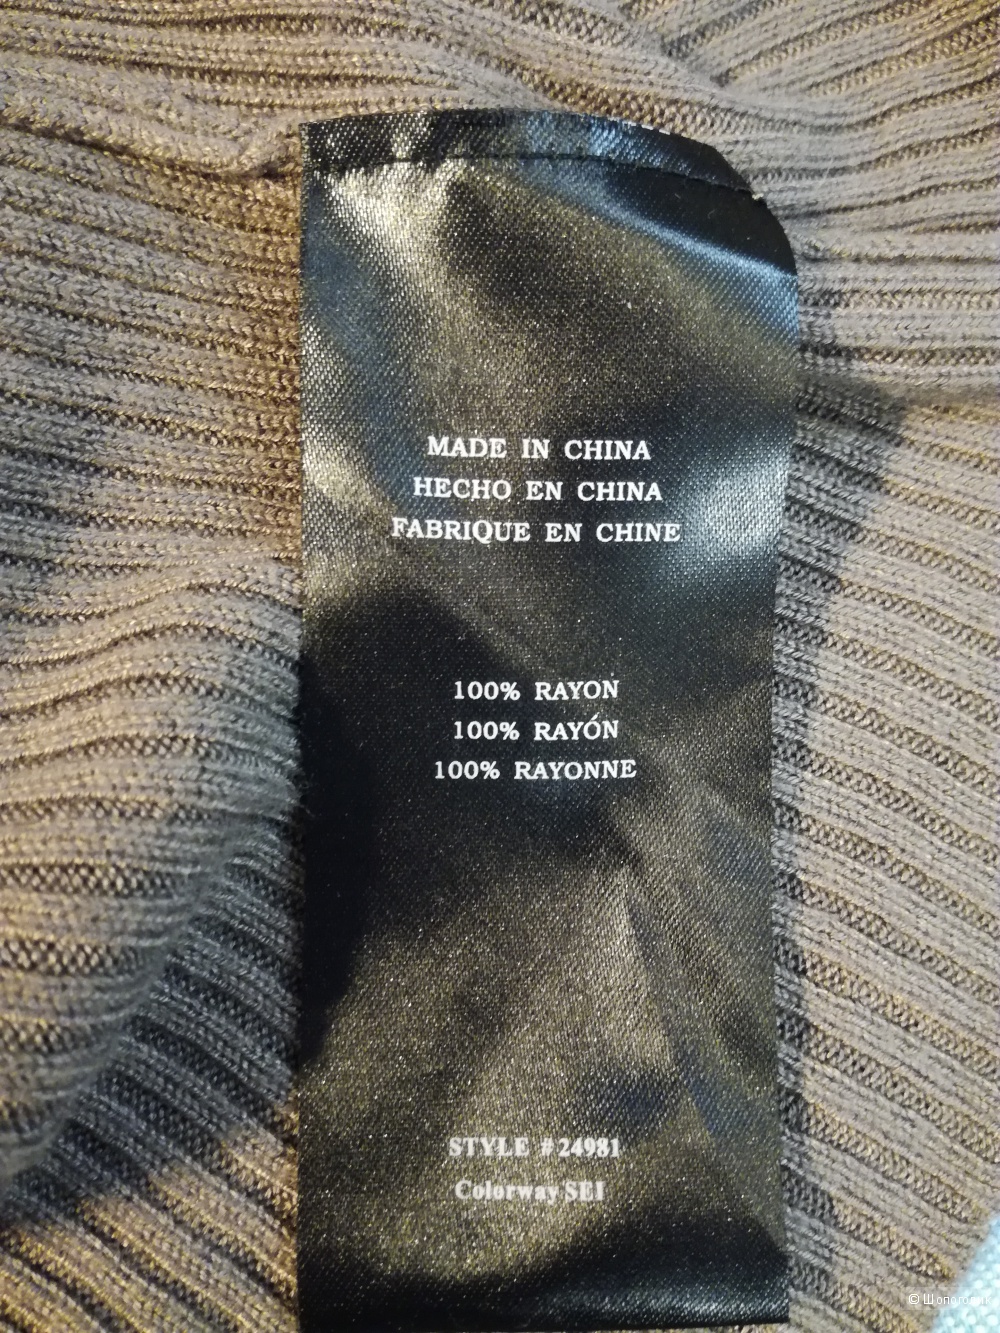 MADE IN CHINA
HECHO EN CHINA
FABRIQUE EN CHINE
100% RAYON
100% RAYÓN
100% RAYONNE
STYLE #24981
Colorway SEI
© Шопоголик